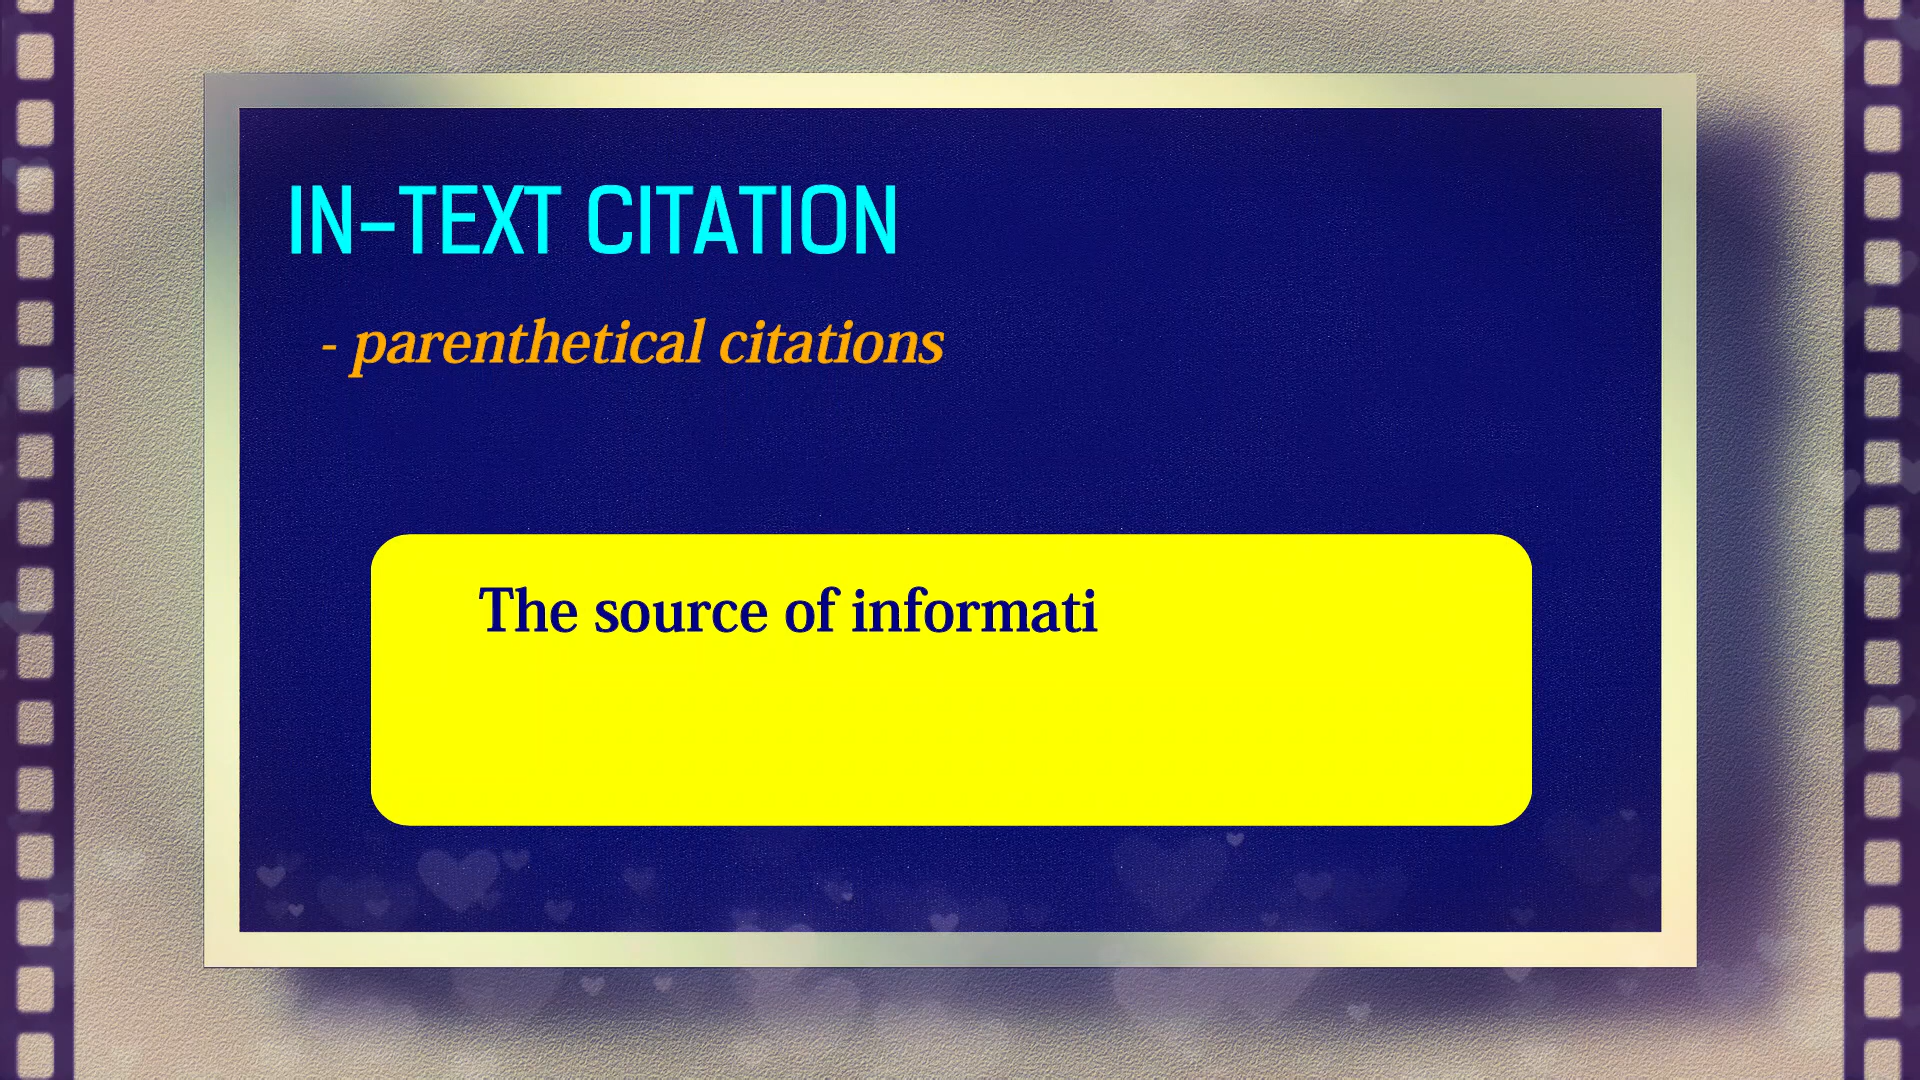 IN-TEXT CITATION
- parenthetical citations
The source of informati